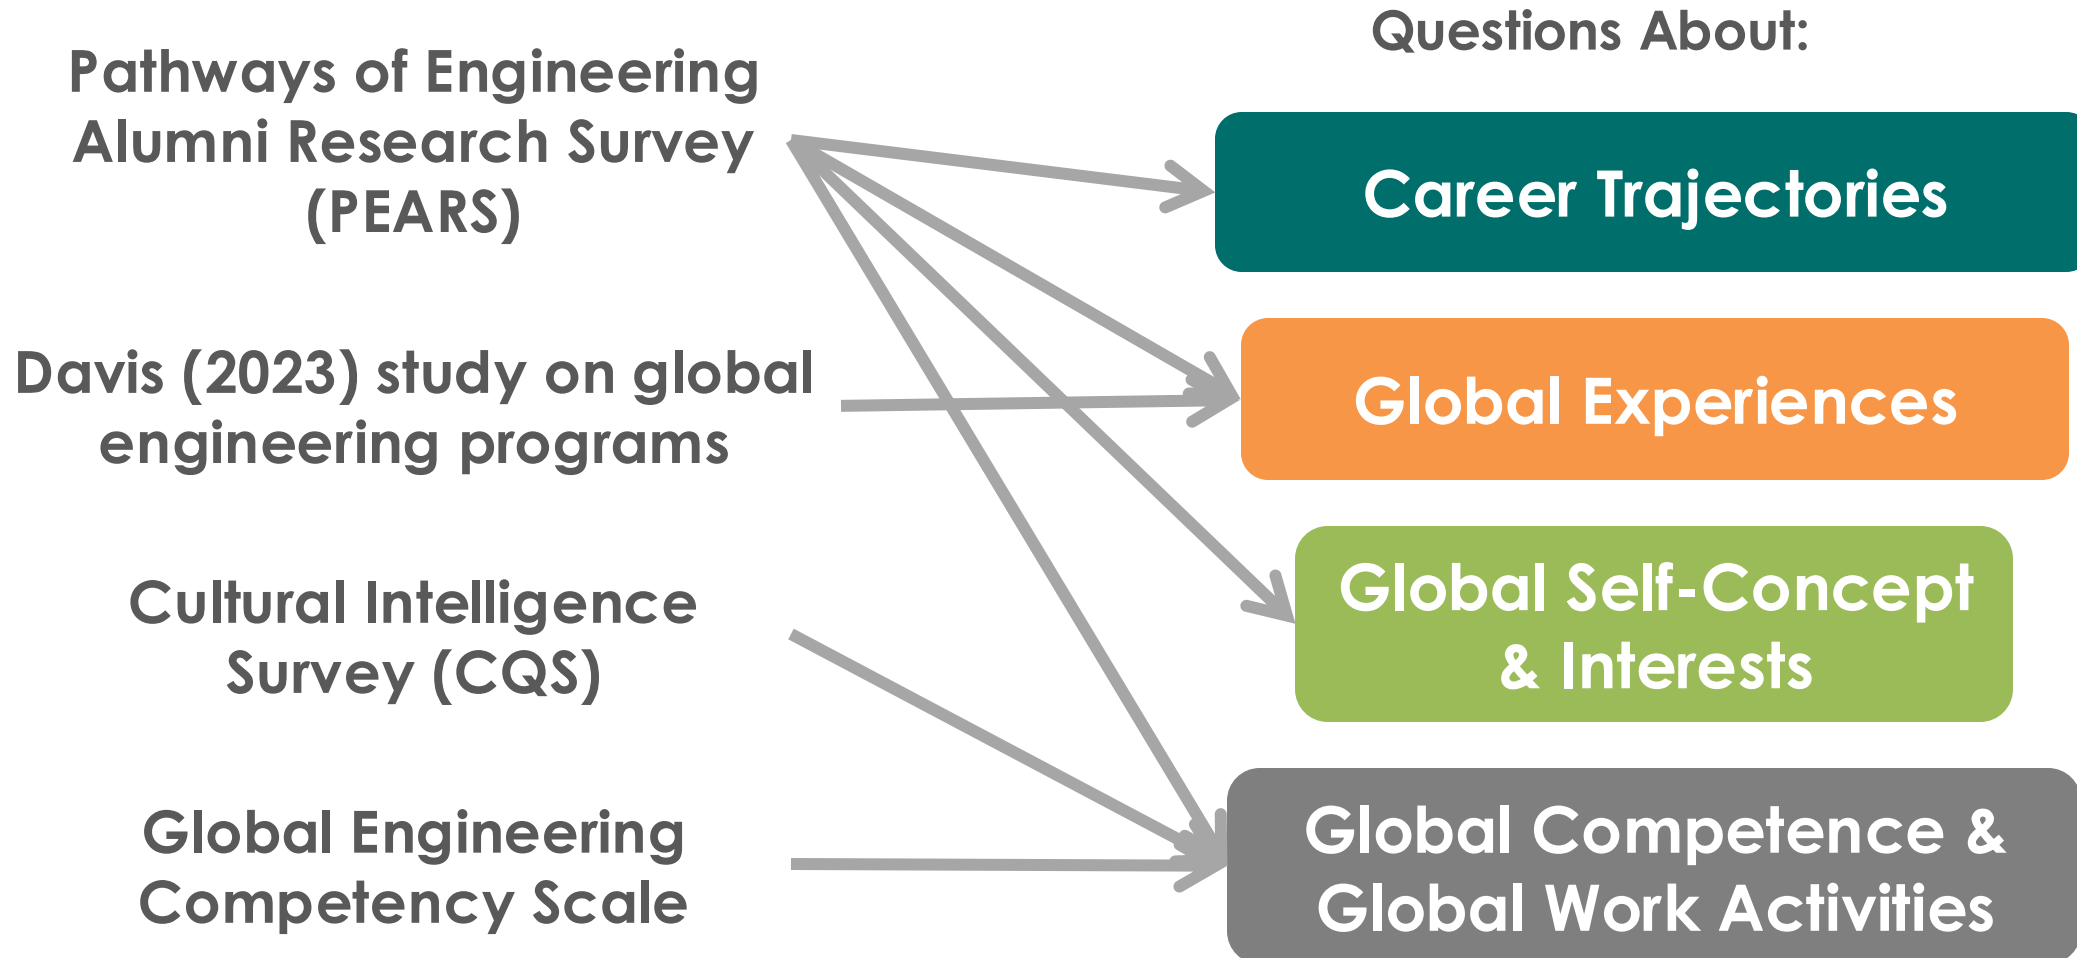 Pathways of Engineering
Alumni Research Survey
(PEARS)
Davis (2023) study on global
engineering programs
Cultural Intelligence
Survey (CQS)
Global Engineering
Competency Scale
Questions About:
Career Trajectories
Global Experiences
Global Self-Concept
& Interests
Global Competence &
Global Work Activities